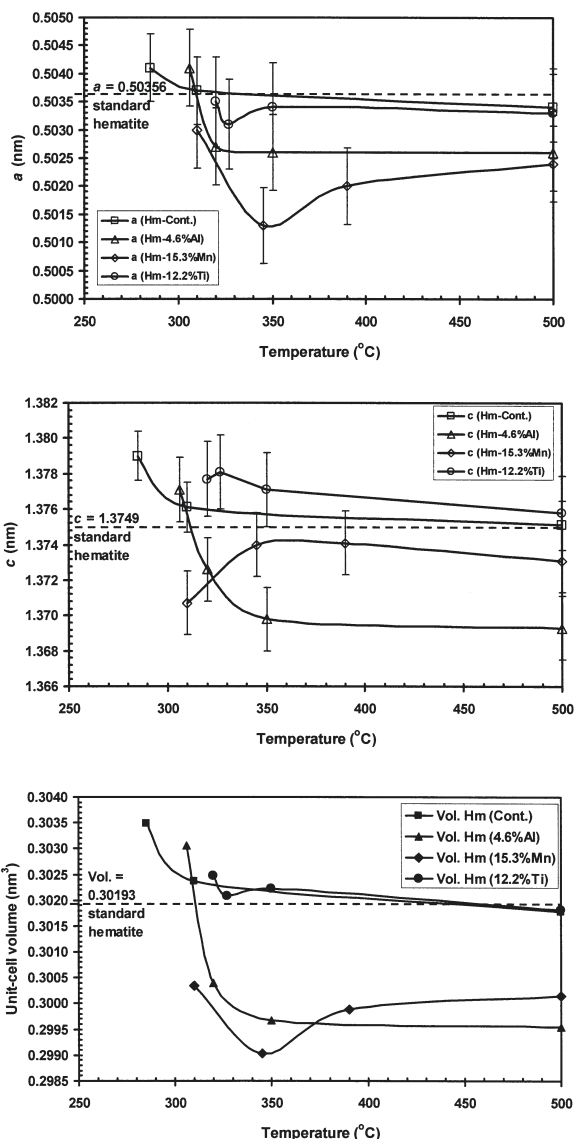 0.5050
0.5045
0.5040
0.5035
0.5030
0.5025
0.5020
0.5015
0.5010
0.5005
0.5000
a (nm)
a = 0.50356
standard
hematite
a (Hm-Cont.)
a (Hm-4.6%Al)
a (Hm-15.3%Mn)
a (Hm-12.2%Ti)
250 300 350 400 450 500
Temperature (°C)
1.382
1.380
1.378
1.376
1.374
1.372
1.370
1.368
1.366
c (nm)
c = 1.3749
standard
hematite
c (Hm-Cont.)
c (Hm-4.6%Al)
c (Hm-15.3%Mn)
c (Hm-12.2%Ti)
250 300 350 400 450 500
Temperature (°C)
0.3040
0.3035
0.3030
0.3025
0.3020
0.3015
0.3010
0.3005
0.3000
0.2995
0.2990
0.2985
Unit-cell volume (nm³)
Vol. =
0.30193
standard
hematite
Vol. Hm (Cont.)
Vol. Hm (4.6%Al)
Vol. Hm (15.3%Mn)
Vol. Hm (12.2%Ti)
250 300 350 400 450 500
Temperature (°C)